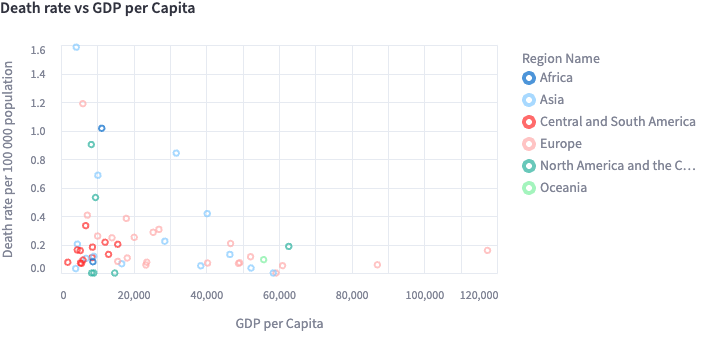 Death rate vs GDP per Capita
Death rate per 100 000 population
1.6
1.4
1.2
1.0
0.8
0.6
0.4
0.2
0.0
0 20,000 40,000 60,000 80,000 100,000 120,000
GDP per Capita
Region Name
Africa
Asia
Central and South America
Europe
North America and the C...
Oceania